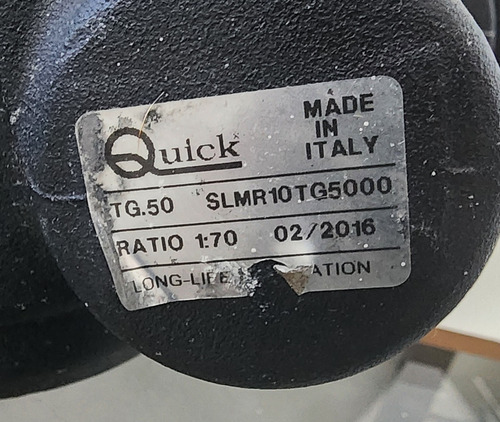 Quick
MADE
IN
ITALY
TG.50 SLMR10TG5000
RATIO 1:70 02/2016
LONG-LIFE ATION